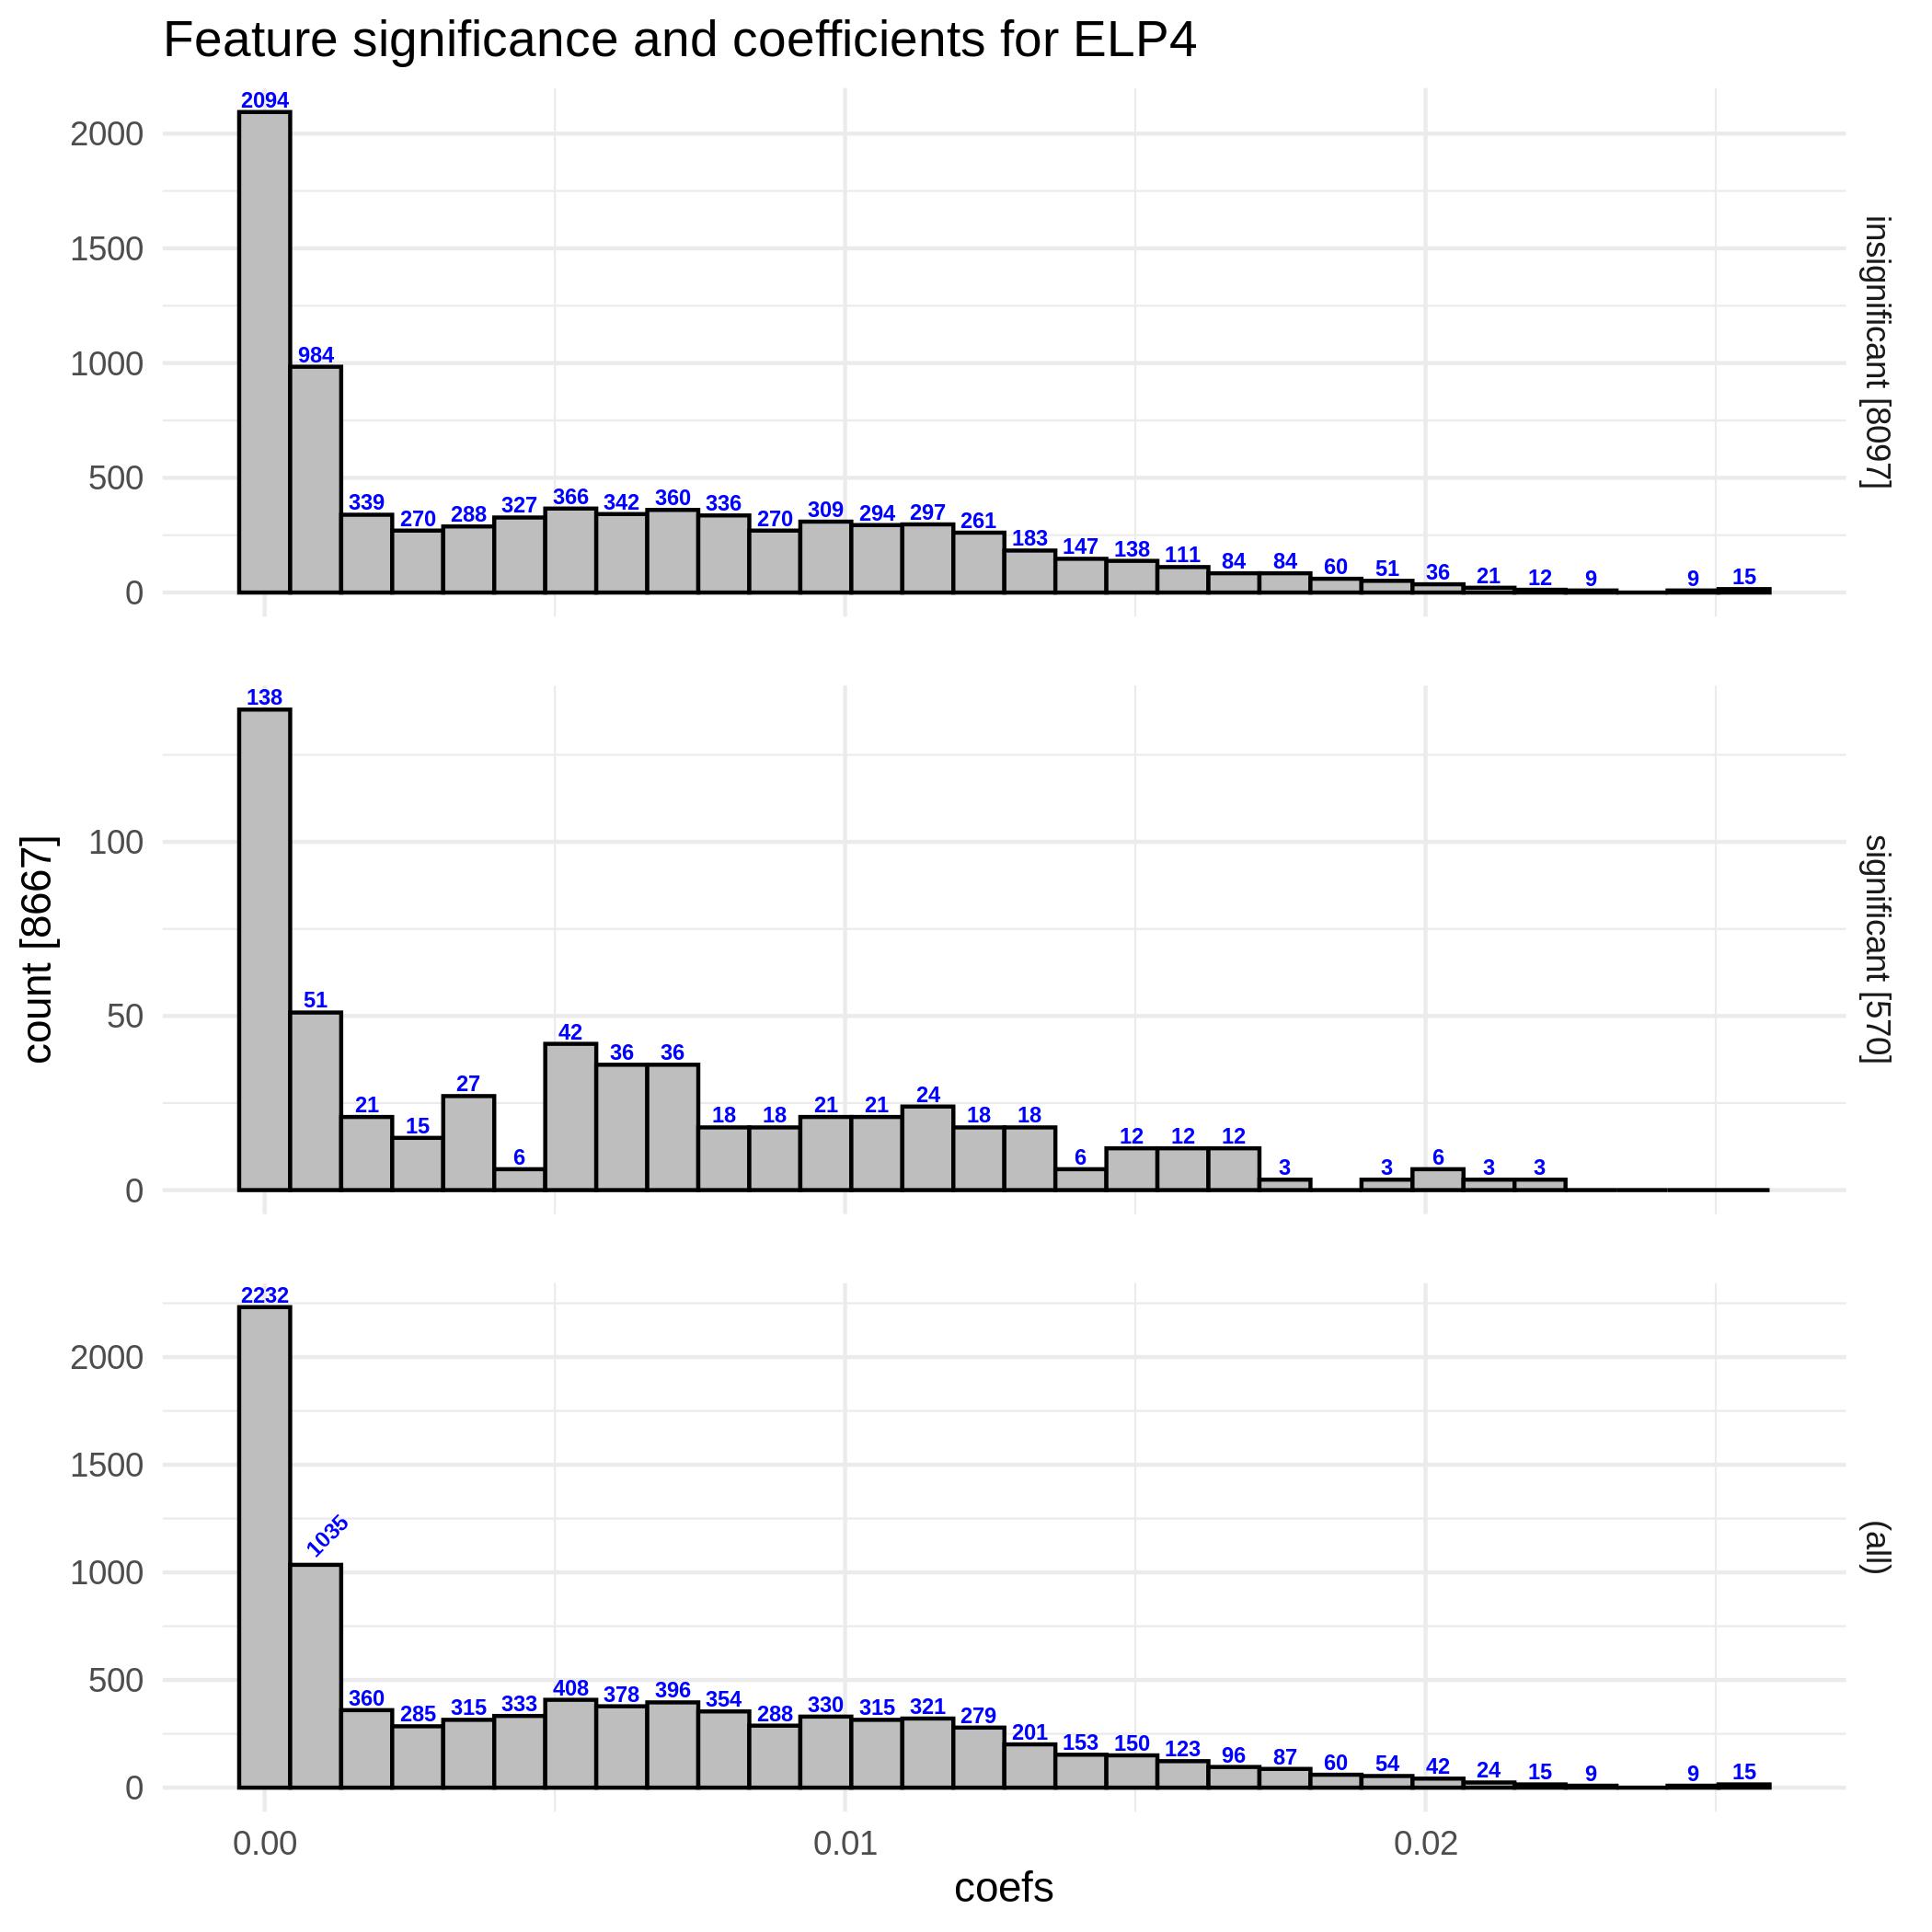 Feature significance and coefficients for ELP4
2094
984
339 270 288 327 366 342 360 336 270 309 294 297 261 183 147 138 111 84 84 60 51 36 21 12 9 9 15
2000
1500
1000
500
0
insignificant [8097]
138
51
21 15 27 6 42 36 36 18 18 21 21 24 18 18 6 12 12 12 3 3 6 3 3
100
50
0
significant [570]
count [8667]
2232
1035
360 285 315 333 408 378 396 354 288 330 315 321 279 201 153 150 123 96 87 60 54 42 24 15 9 9 15
2000
1500
1000
500
0
(all)
0.00 0.01 0.02
coefs